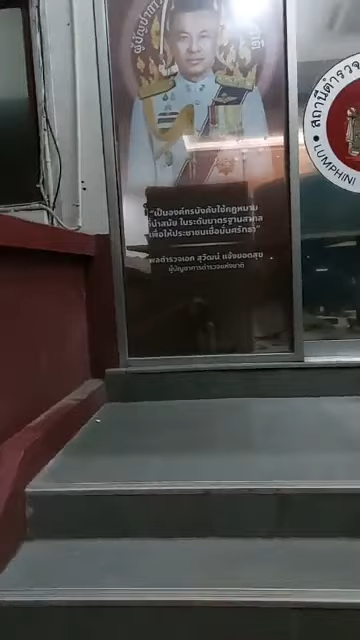 สถานีตำรวจ
LUMPHINI
"เป็นองค์กรบังคับใช้กฎหมาย
ที่นำสมัย ในระดับมาตรฐานสากล
เพื่อให้ประชาชนเชื่อมั่นศรัทธา"
พลตำรวจเอก สุวัฒน์ แจ้งยอดสุข
ผู้บัญชาการตำรวจแห่งชาติ